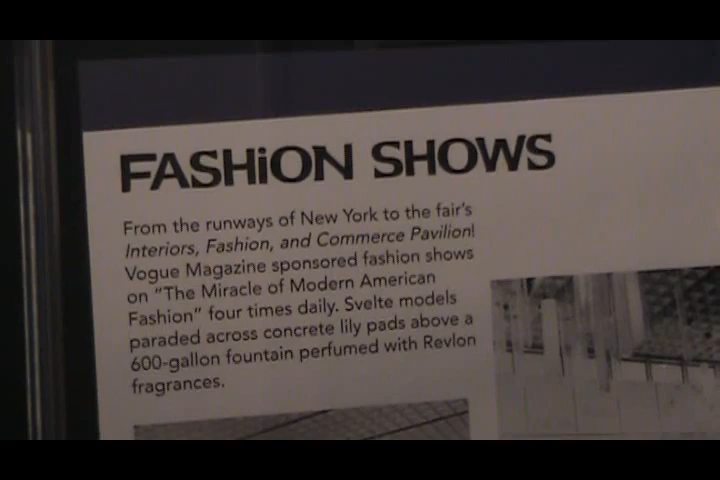 FASHiON SHOWS
From the runways of New York to the fair's
Interiors, Fashion, and Commerce Pavilion!
Vogue Magazine sponsored fashion shows
on "The Miracle of Modern American
Fashion" four times daily. Svelte models
paraded across concrete lily pads above a
600-gallon fountain perfumed with Revlon
fragrances.